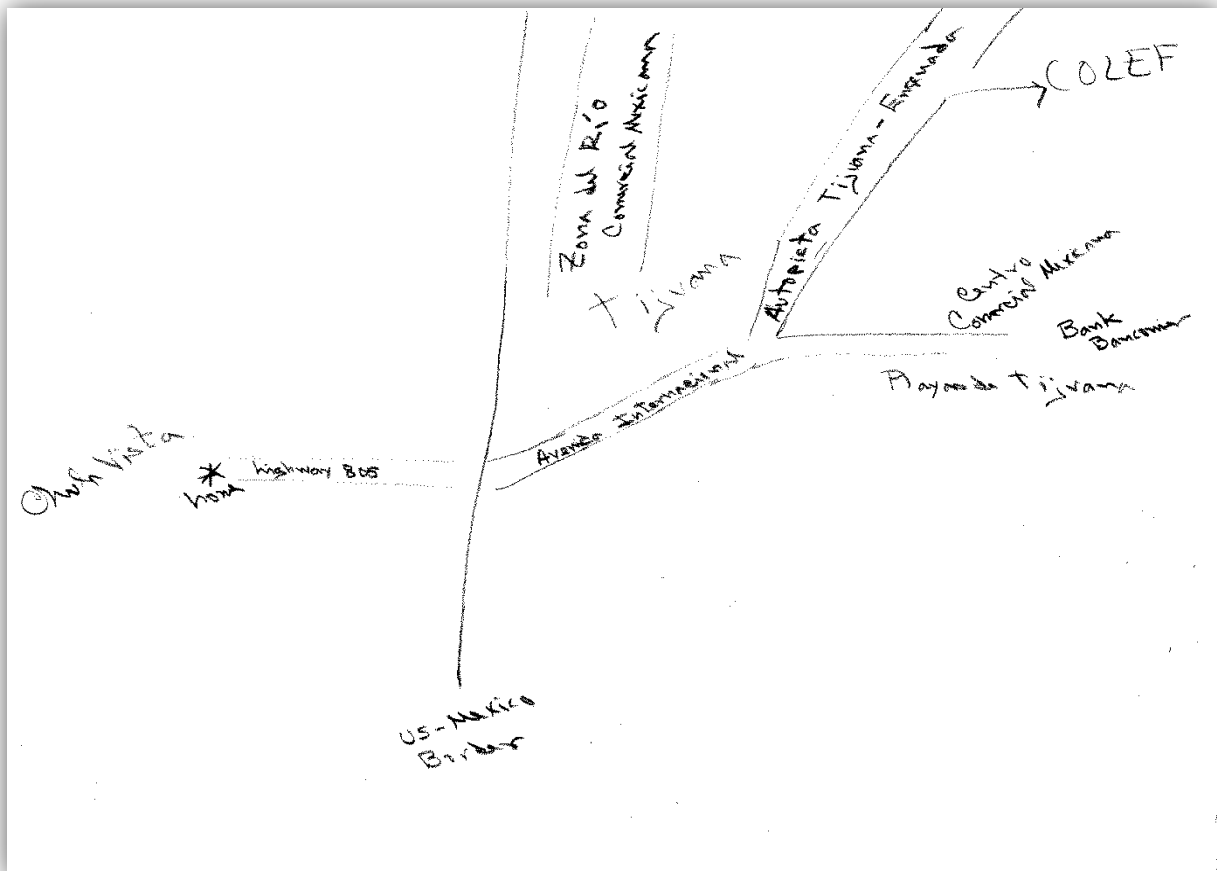 COLEF
Autopista Tijuana - Ensenada
Zona del Río
Comercial Mexicana
Tijuana
Centro
Comercial Mexicana
Bank
Bancomer
Playas de Tijuana
Avenida Internacional
Chula Vista
home
highway 805
US-Mexico
Border